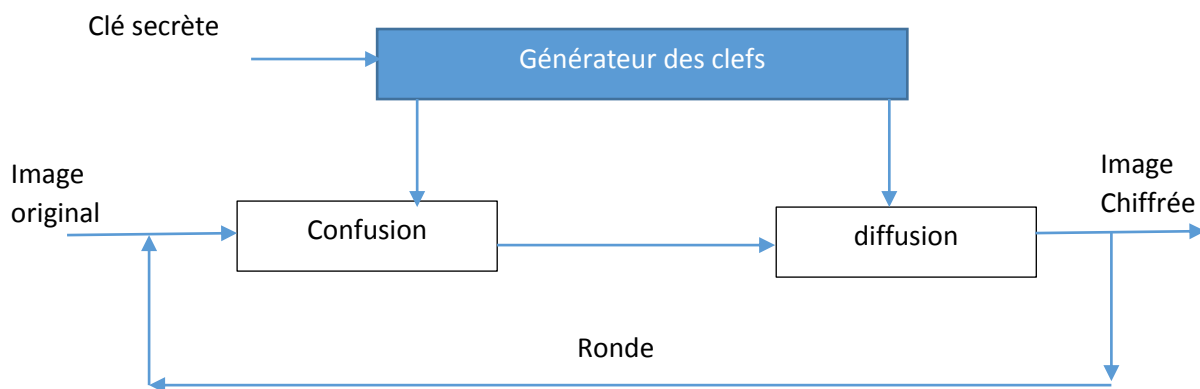 Clé secrète
Générateur des clefs
Image
original
Confusion
diffusion
Image
Chiffrée
Ronde